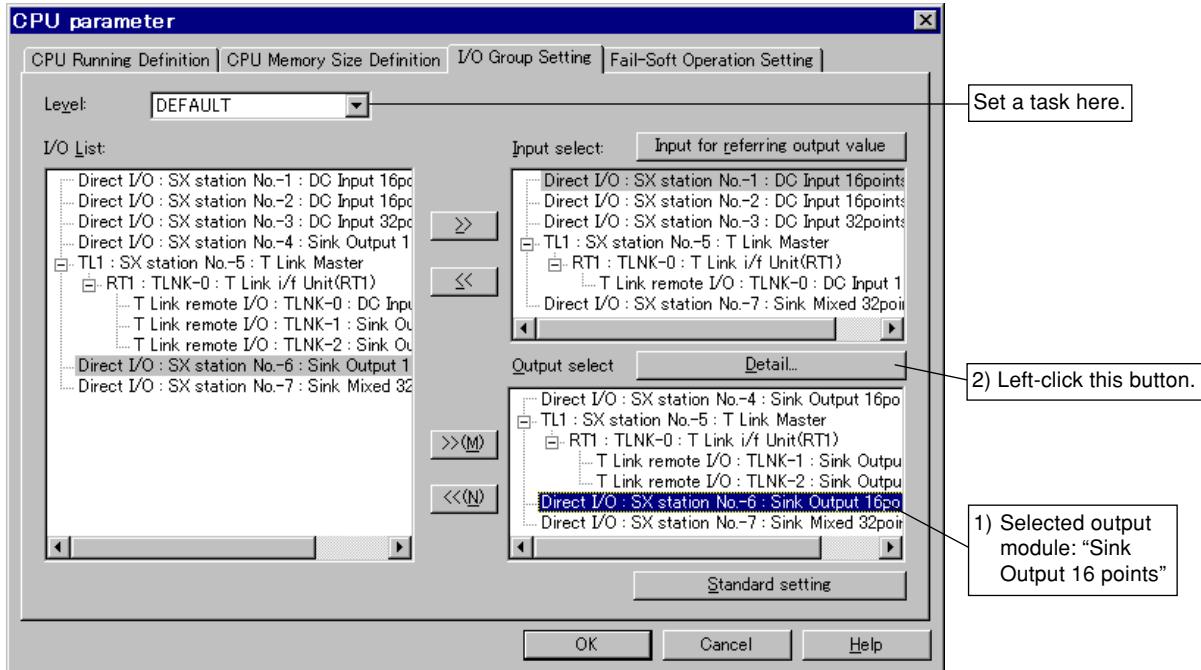 CPU parameter
CPU Running Definition
CPU Memory Size Definition
I/O Group Setting
Fail-Soft Operation Setting
Level:
DEFAULT
Set a task here.
I/O List:
Direct I/O : SX station No.-1 : DC Input 16po
Direct I/O : SX station No.-2 : DC Input 16po
Direct I/O : SX station No.-3 : DC Input 32po
Direct I/O : SX station No.-4 : Sink Output 1
TL1 : SX station No.-5 : T Link Master
RT1 : TLNK-0 : T Link i/f Unit(RT1)
T Link remote I/O : TLNK-0 : DC Inpu
T Link remote I/O : TLNK-1 : Sink Ou
T Link remote I/O : TLNK-2 : Sink Ou
Direct I/O : SX station No.-6 : Sink Output 1
Direct I/O : SX station No.-7 : Sink Mixed 32
>>
<<
>>(M)
<<(N)
Input select:
Input for referring output value
Direct I/O : SX station No.-1 : DC Input 16points
Direct I/O : SX station No.-2 : DC Input 16points
Direct I/O : SX station No.-3 : DC Input 32points
TL1 : SX station No.-5 : T Link Master
RT1 : TLNK-0 : T Link i/f Unit(RT1)
T Link remote I/O : TLNK-0 : DC Input 1
Direct I/O : SX station No.-7 : Sink Mixed 32poi
Output select
Detail...
2) Left-click this button.
Direct I/O : SX station No.-4 : Sink Output 16po
TL1 : SX station No.-5 : T Link Master
RT1 : TLNK-0 : T Link i/f Unit(RT1)
T Link remote I/O : TLNK-1 : Sink Outpu
T Link remote I/O : TLNK-2 : Sink Outpu
Direct I/O : SX station No.-6 : Sink Output 16po
Direct I/O : SX station No.-7 : Sink Mixed 32poin
1) Selected output
module: “Sink
Output 16 points”
Standard setting
OK
Cancel
Help